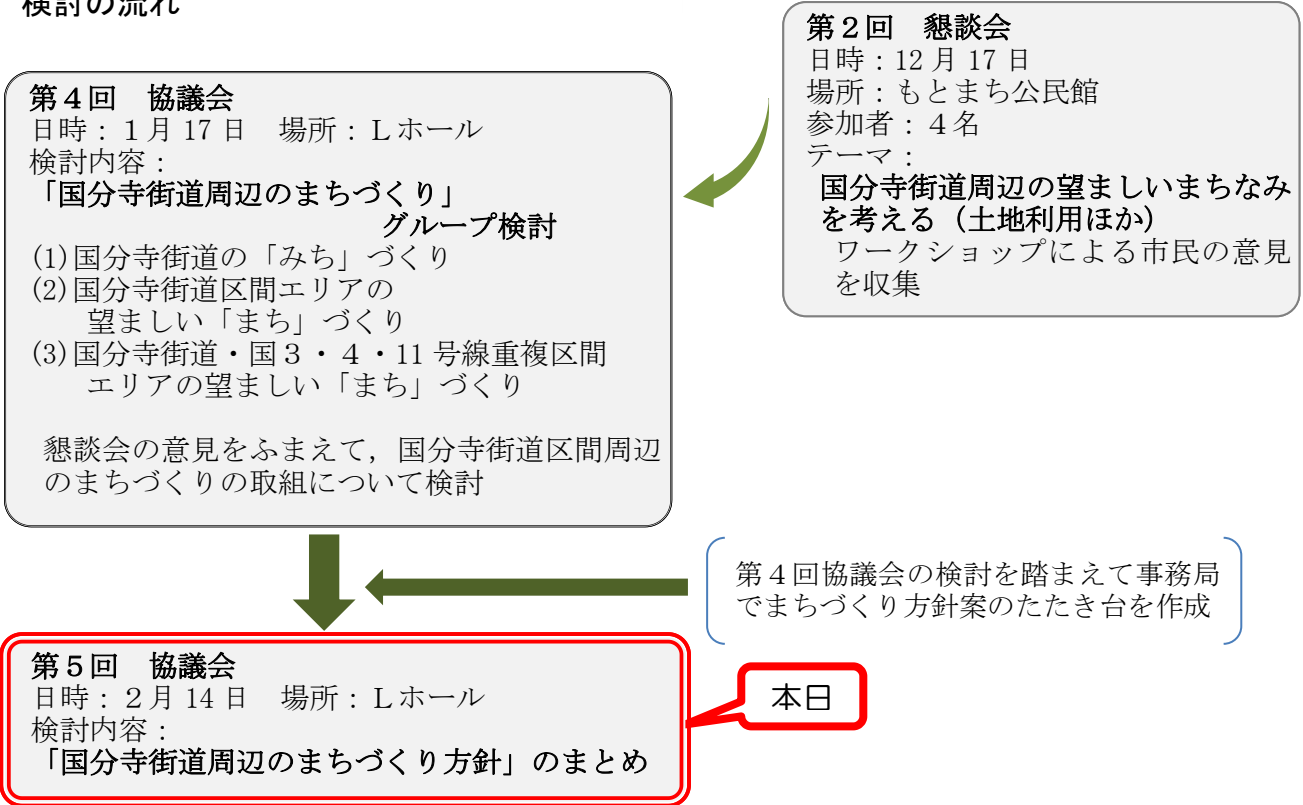 検討の流れ
第２回　懇談会
日時：12 月 17 日
場所：もとまち公民館
参加者：４名
テーマ：
国分寺街道周辺の望ましいまちなみ
を考える（土地利用ほか）
ワークショップによる市民の意見
を収集
第４回　協議会
日時：１月 17 日　場所：Ｌホール
検討内容：
「国分寺街道周辺のまちづくり」
グループ検討
(1)国分寺街道の「みち」づくり
(2)国分寺街道区間エリアの
望ましい「まち」づくり
(3)国分寺街道・国３・４・11 号線重複区間
エリアの望ましい「まち」づくり
懇談会の意見をふまえて，国分寺街道区間周辺
のまちづくりの取組について検討
第４回協議会の検討を踏まえて事務局
でまちづくり方針案のたたき台を作成
第５回　協議会
日時：２月 14 日　場所：Ｌホール
検討内容：
「国分寺街道周辺のまちづくり方針」のまとめ
本日